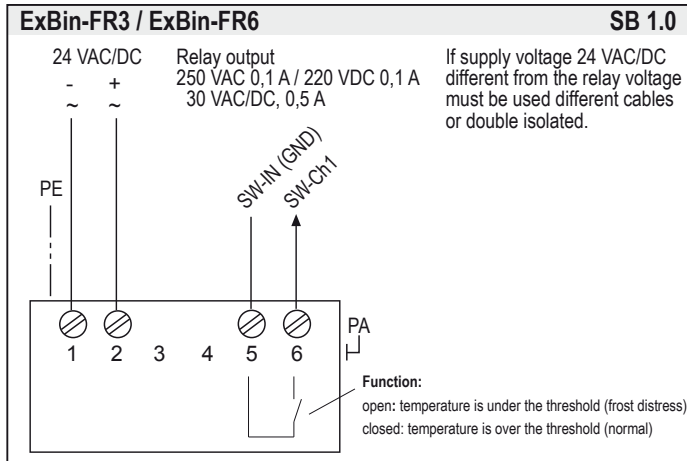 ExBin-FR3 / ExBin-FR6
SB 1.0
24 VAC/DC
- +
~ ~
Relay output
250 VAC 0,1 A / 220 VDC 0,1 A
30 VAC/DC, 0,5 A
If supply voltage 24 VAC/DC
different from the relay voltage
must be used different cables
or double isolated.
PE
SW-IN (GND)
SW-Ch1
1 2 3 4 5 6
PA
Function:
open: temperature is under the threshold (frost distress)
closed: temperature is over the threshold (normal)